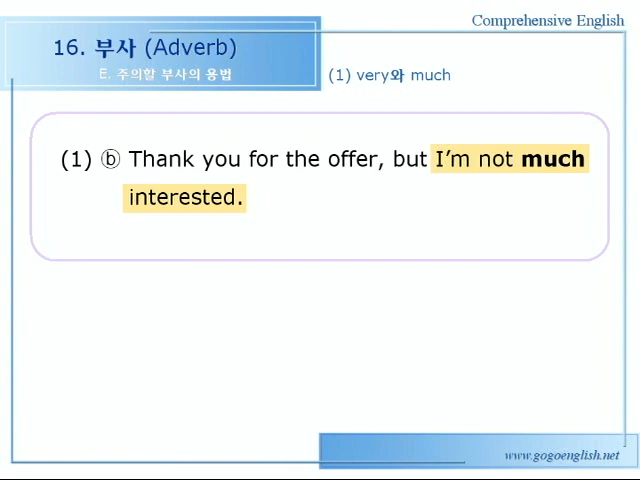 Comprehensive English
16. 부사 (Adverb)
E. 주의할 부사의 용법
(1) very와 much
(1) ⓑ Thank you for the offer, but I’m not much
interested.
www.gogoenglish.net